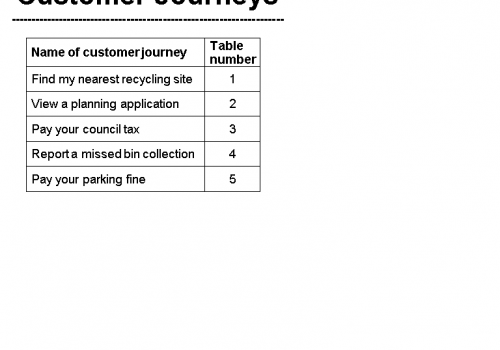 Customer Journeys
Name of customer journey Table number
Find my nearest recycling site 1
View a planning application 2
Pay your council tax 3
Report a missed bin collection 4
Pay your parking fine 5